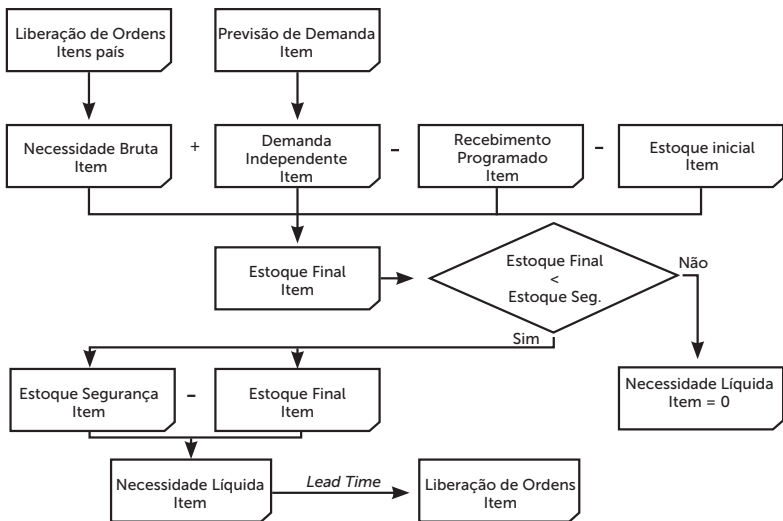 Liberação de Ordens
Itens país
Previsão de Demanda
Item
Necessidade Bruta
Item
+
Demanda
Independente
Item
-
Recebimento
Programado
Item
-
Estoque inicial
Item
Estoque Final
Item
Estoque Final
<
Estoque Seg.
Não
Sim
Estoque Segurança
Item
-
Estoque Final
Item
Necessidade Líquida
Item = 0
Necessidade Líquida
Item
Lead Time
Liberação de Ordens
Item